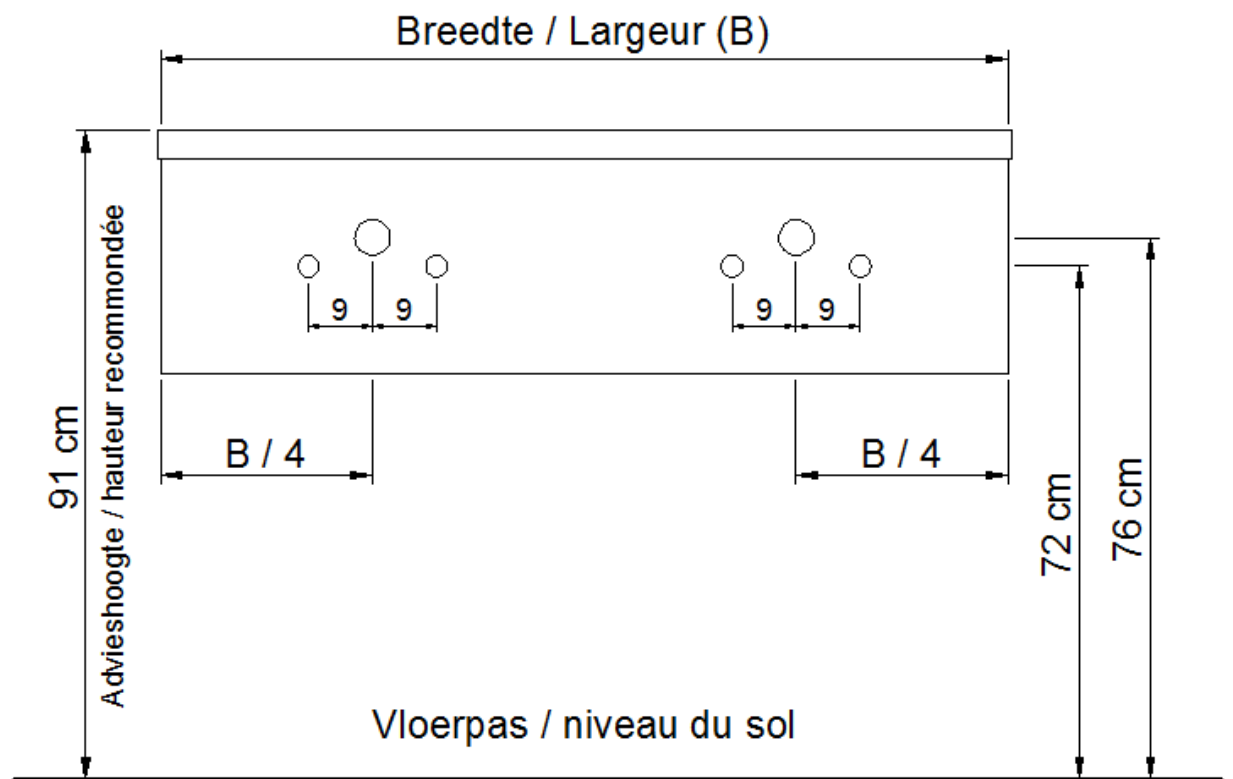 Breedte / Largeur (B)
91 cm
Advieshoogte / hauteur recommondée
9 9
9 9
B / 4
B / 4
72 cm
76 cm
Vloerpas / niveau du sol